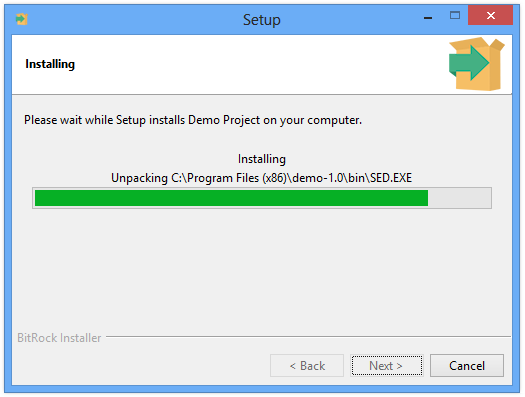 Setup
Installing
Please wait while Setup installs Demo Project on your computer.
Installing
Unpacking C:\Program Files (x86)\demo-1.0\bin\SED.EXE
BitRock Installer
< Back
Next >
Cancel